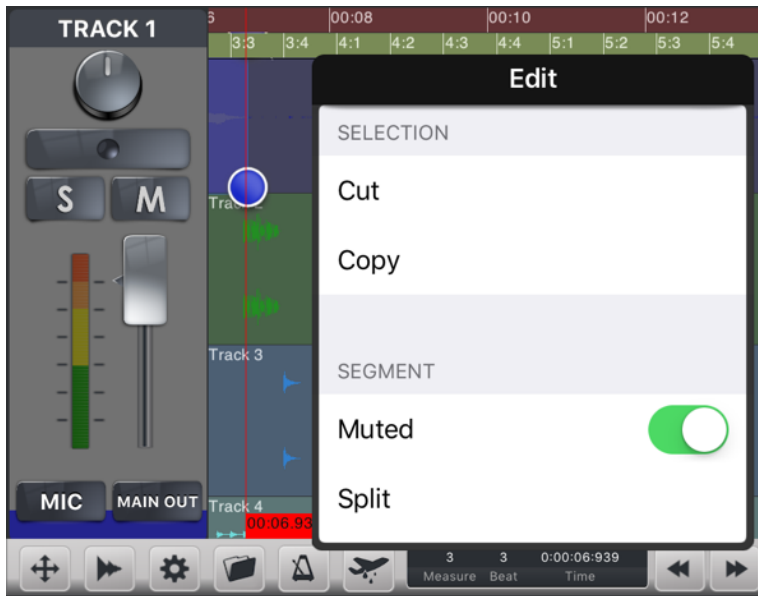 TRACK 1
S M
MIC MAIN OUT
00:08 00:10 00:12
3:3 3:4 4:1 4:2 4:3 4:4 5:1 5:2 5:3 5:4
Track 3
Track 4
00:06.93
Edit
SELECTION
Cut
Copy
SEGMENT
Muted
Split
3 3 0:00:06:939
Measure Beat Time